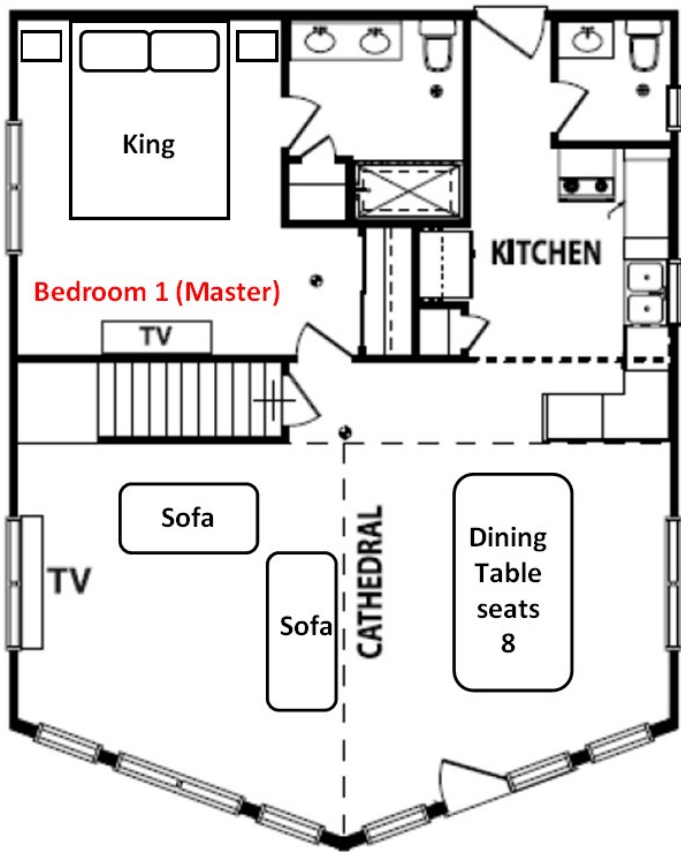 King
KITCHEN
Bedroom 1 (Master)
TV
Sofa
Dining
Table
seats
8
CATHEDRAL
TV
Sofa